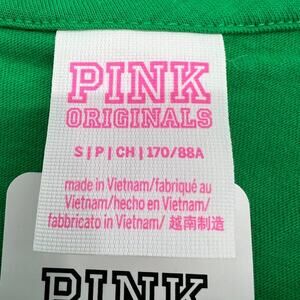 PINK
ORIGINALS
S | P | CH | 170/88A
made in Vietnam/fabriqué au
Vietnam/hecho en Vietnam/
fabbricato in Vietnam/ 越南制造
PINK